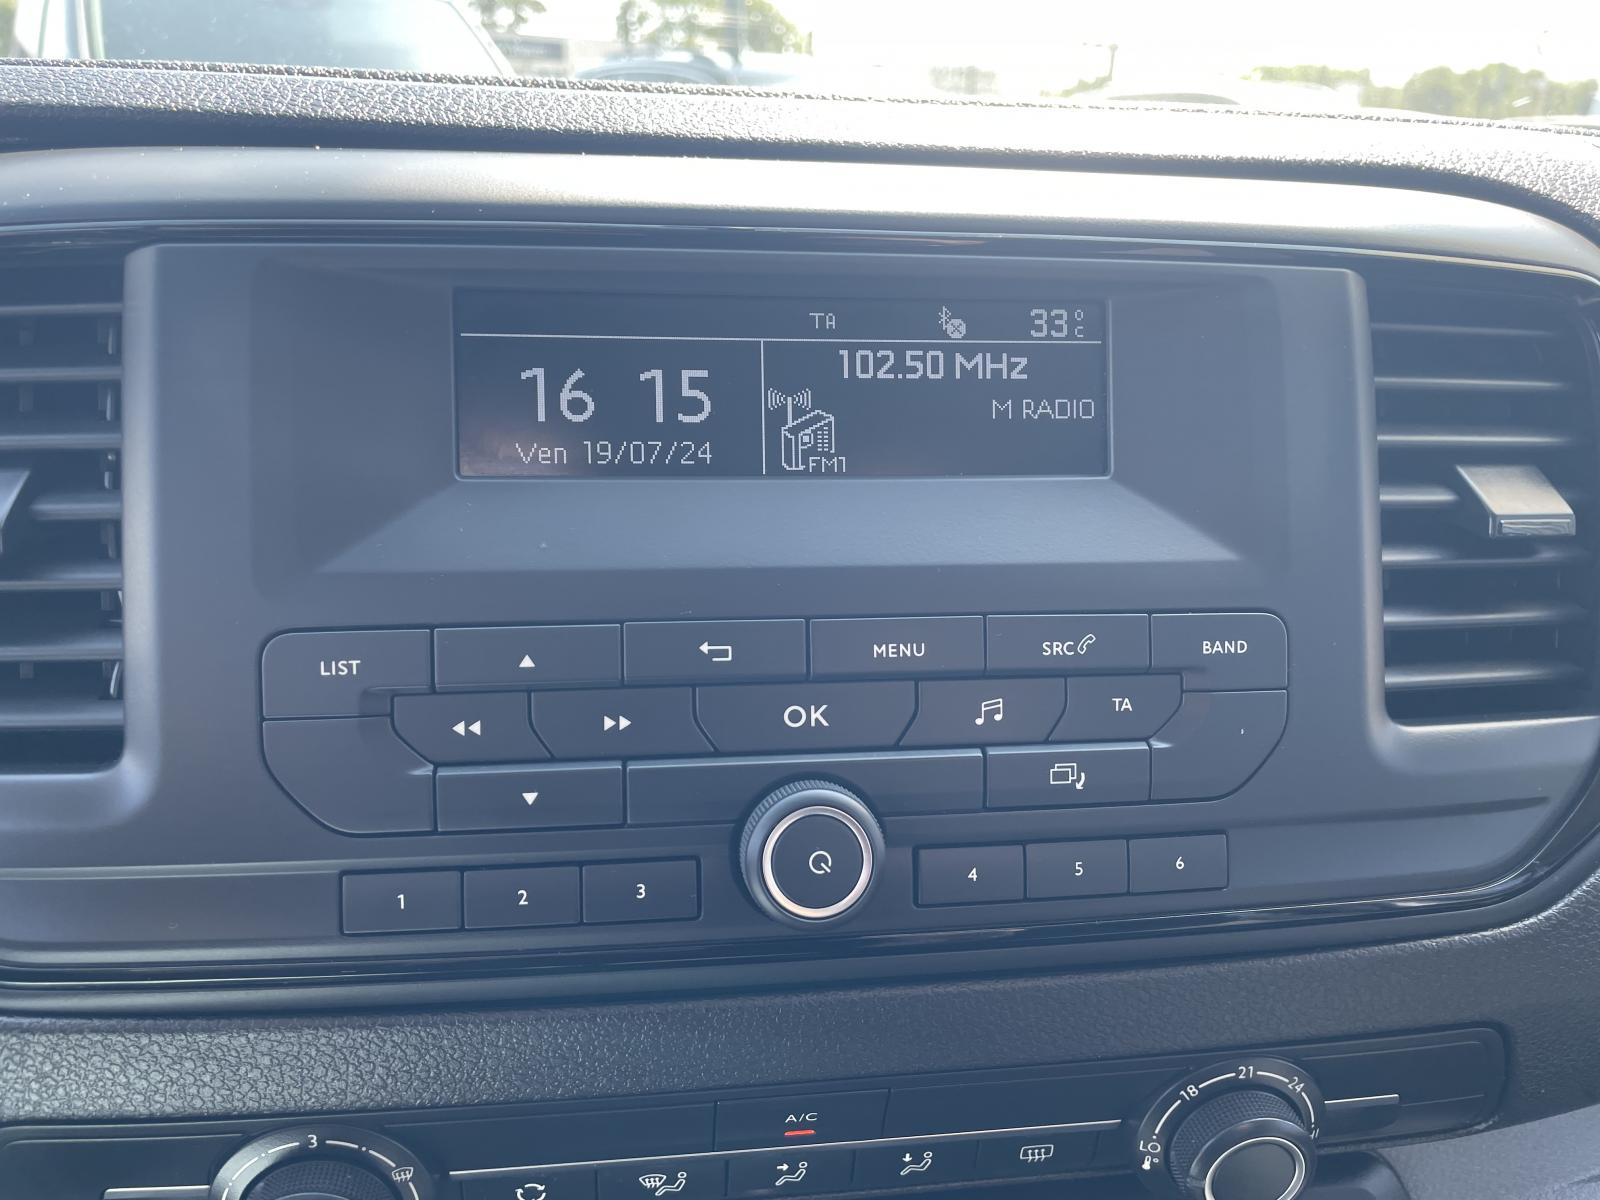 TA 33°C
102.50 MHz
16 15
M RADIO
Ven 19/07/24
FM1
LIST
MENU
SRC
BAND
OK
TA
1
2
3
4
5
6
A/C
3
LO
18
21
24